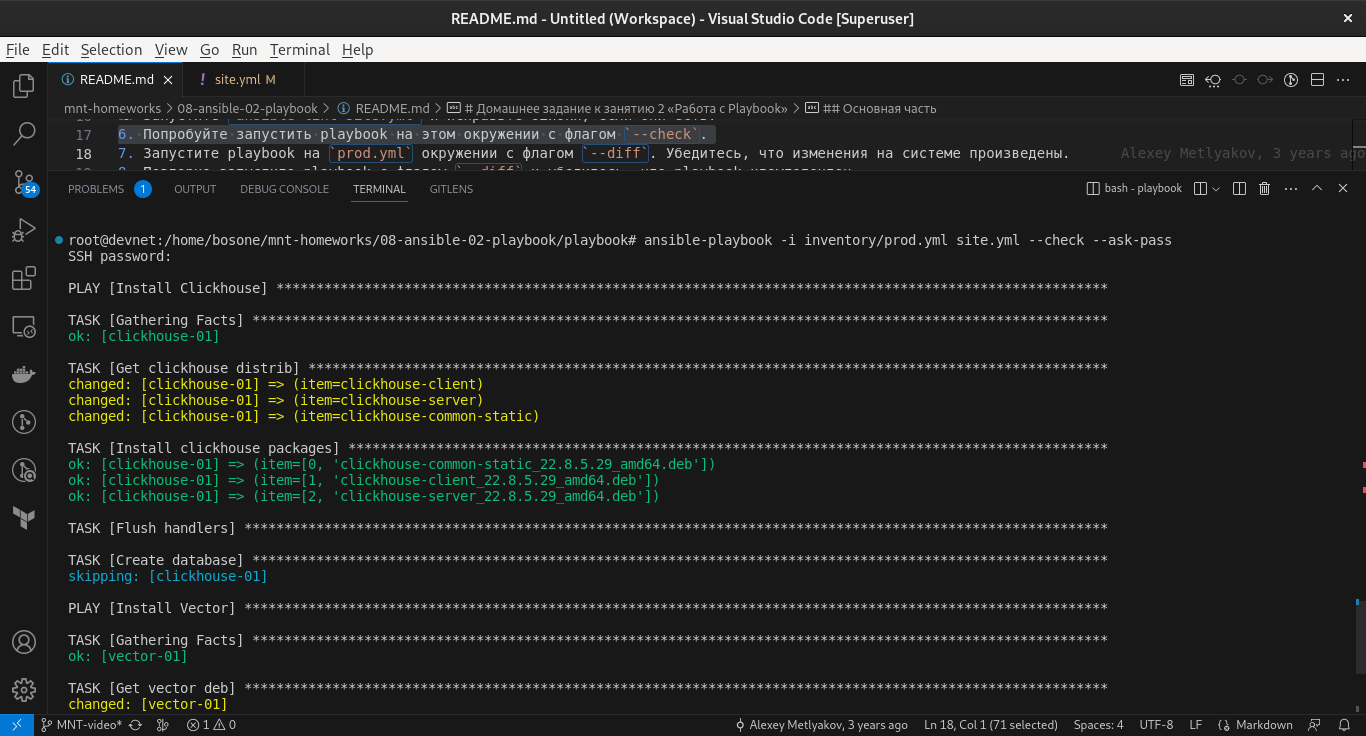 README.md - Untitled (Workspace) - Visual Studio Code [Superuser]
File Edit Selection View Go Run Terminal Help
README.md site.yml M
mnt-homeworks > 08-ansible-02-playbook > README.md > # Домашнее задание к занятию 2 «Работа с Playbook» > ## Основная часть
17 6. Попробуйте запустить playbook на этом окружении с флагом `--check`.
18 7. Запустите playbook на `prod.yml` окружении с флагом `--diff`. Убедитесь, что изменения на системе произведены. Alexey Metlyakov, 3 years ago
PROBLEMS 1 OUTPUT DEBUG CONSOLE TERMINAL GITLENS bash - playbook
54
root@devnet:/home/bosone/mnt-homeworks/08-ansible-02-playbook/playbook# ansible-playbook -i inventory/prod.yml site.yml --check --ask-pass
SSH password:
PLAY [Install Clickhouse] ********************************************************************************************************
TASK [Gathering Facts] ***********************************************************************************************************
ok: [clickhouse-01]
TASK [Get clickhouse distrib] ****************************************************************************************************
changed: [clickhouse-01] => (item=clickhouse-client)
changed: [clickhouse-01] => (item=clickhouse-server)
changed: [clickhouse-01] => (item=clickhouse-common-static)
TASK [Install clickhouse packages] ***********************************************************************************************
ok: [clickhouse-01] => (item=[0, 'clickhouse-common-static_22.8.5.29_amd64.deb'])
ok: [clickhouse-01] => (item=[1, 'clickhouse-client_22.8.5.29_amd64.deb'])
ok: [clickhouse-01] => (item=[2, 'clickhouse-server_22.8.5.29_amd64.deb'])
TASK [Flush handlers] ************************************************************************************************************
TASK [Create database] ***********************************************************************************************************
skipping: [clickhouse-01]
PLAY [Install Vector] ************************************************************************************************************
TASK [Gathering Facts] ***********************************************************************************************************
ok: [vector-01]
TASK [Get vector deb] ************************************************************************************************************
changed: [vector-01]
MNT-video* 1 0 Alexey Metlyakov, 3 years ago Ln 18, Col 1 (71 selected) Spaces: 4 UTF-8 LF Markdown